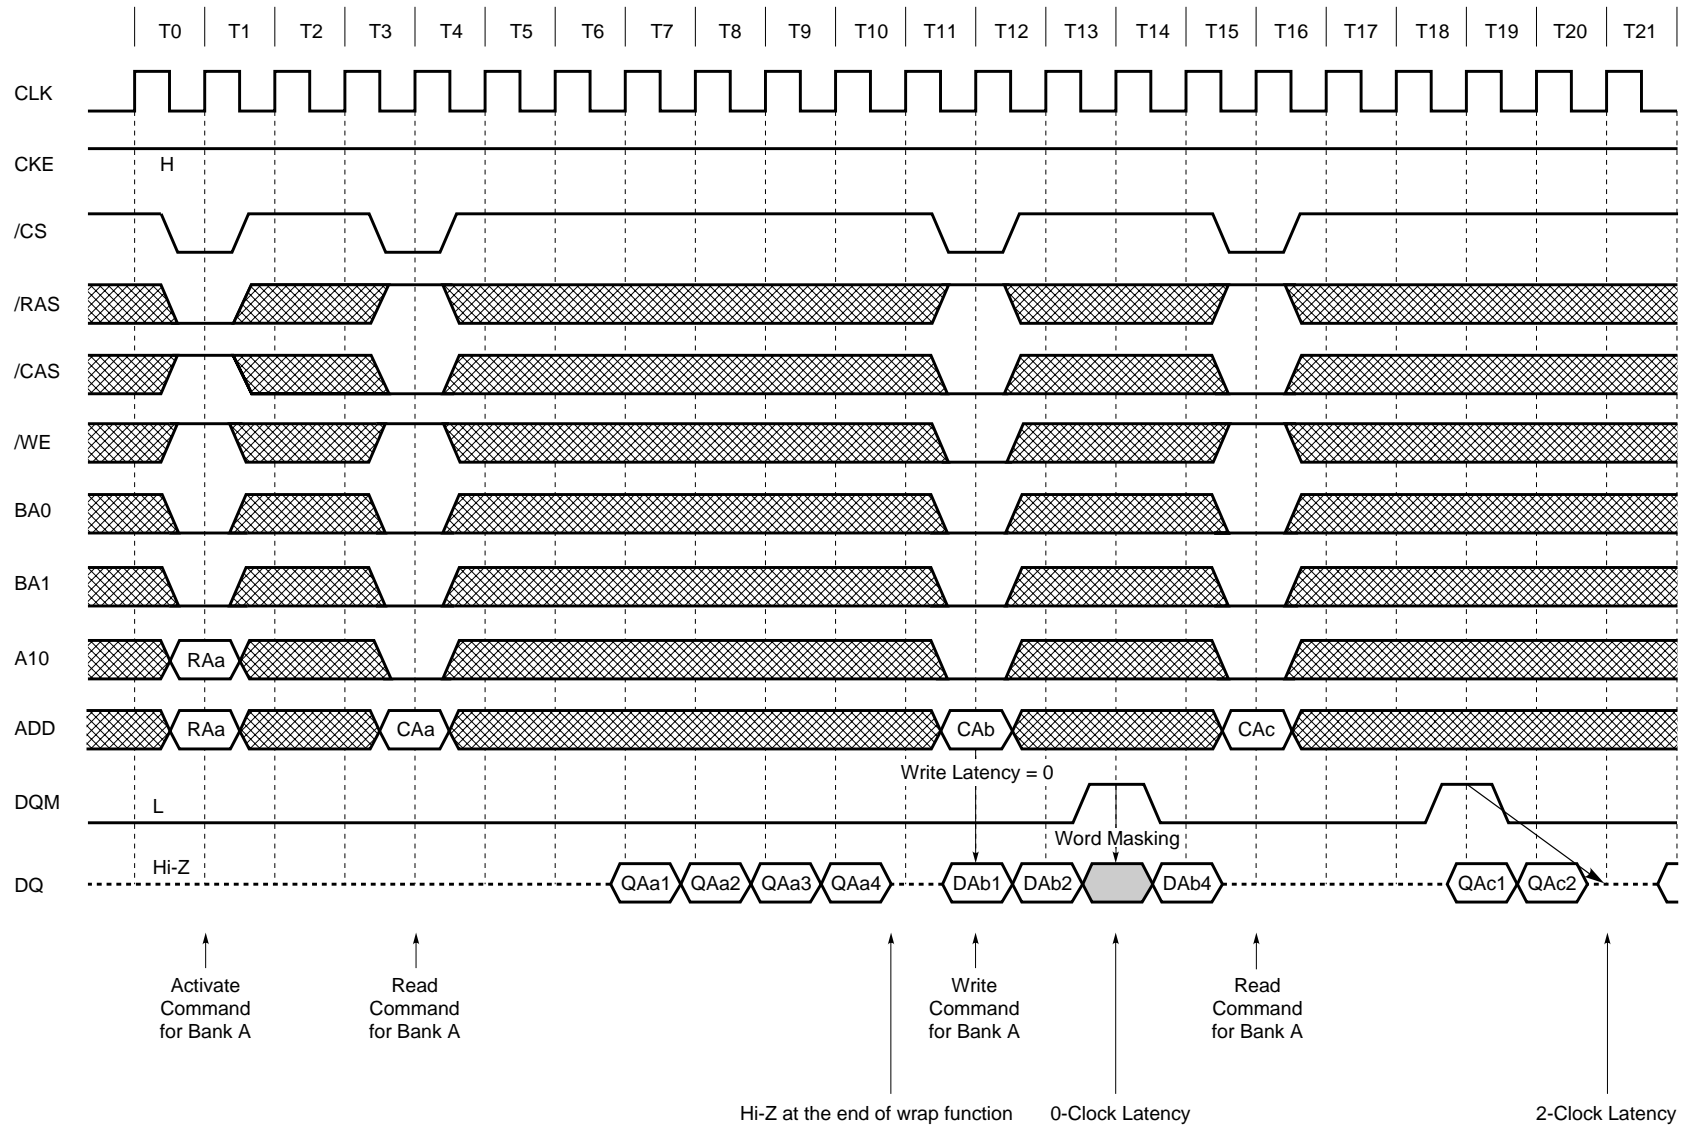 T0 T1 T2 T3 T4 T5 T6 T7 T8 T9 T10 T11 T12 T13 T14 T15 T16 T17 T18 T19 T20 T21
CLK
CKE H
/CS
/RAS
/CAS
/WE
BA0
BA1
A10 RAa
ADD RAa CAa CAb CAc
Write Latency = 0
DQM L
Word Masking
Hi-Z
DQ QAa1 QAa2 QAa3 QAa4 DAb1 DAb2 DAb4 QAc1 QAc2
Activate
Command
for Bank A
Read
Command
for Bank A
Write
Command
for Bank A
Read
Command
for Bank A
Hi-Z at the end of wrap function
0-Clock Latency
2-Clock Latency